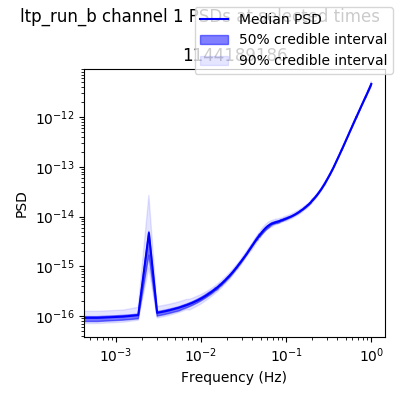 ltp_run_b channel 1 PSDs at selected times
Median PSD
50% credible interval
90% credible interval
1144189186
PSD
10⁻¹²
10⁻¹³
10⁻¹⁴
10⁻¹⁵
10⁻¹⁶
10⁻³
10⁻²
10⁻¹
10⁰
Frequency (Hz)